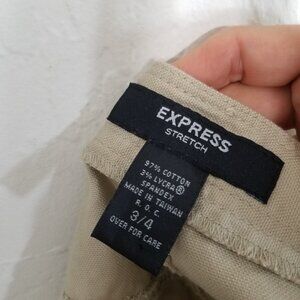 EXPRESS
STRETCH
97% COTTON
3% LYCRA®
SPANDEX
MADE IN TAIWAN
R. O. C.
3/4
OVER FOR CARE